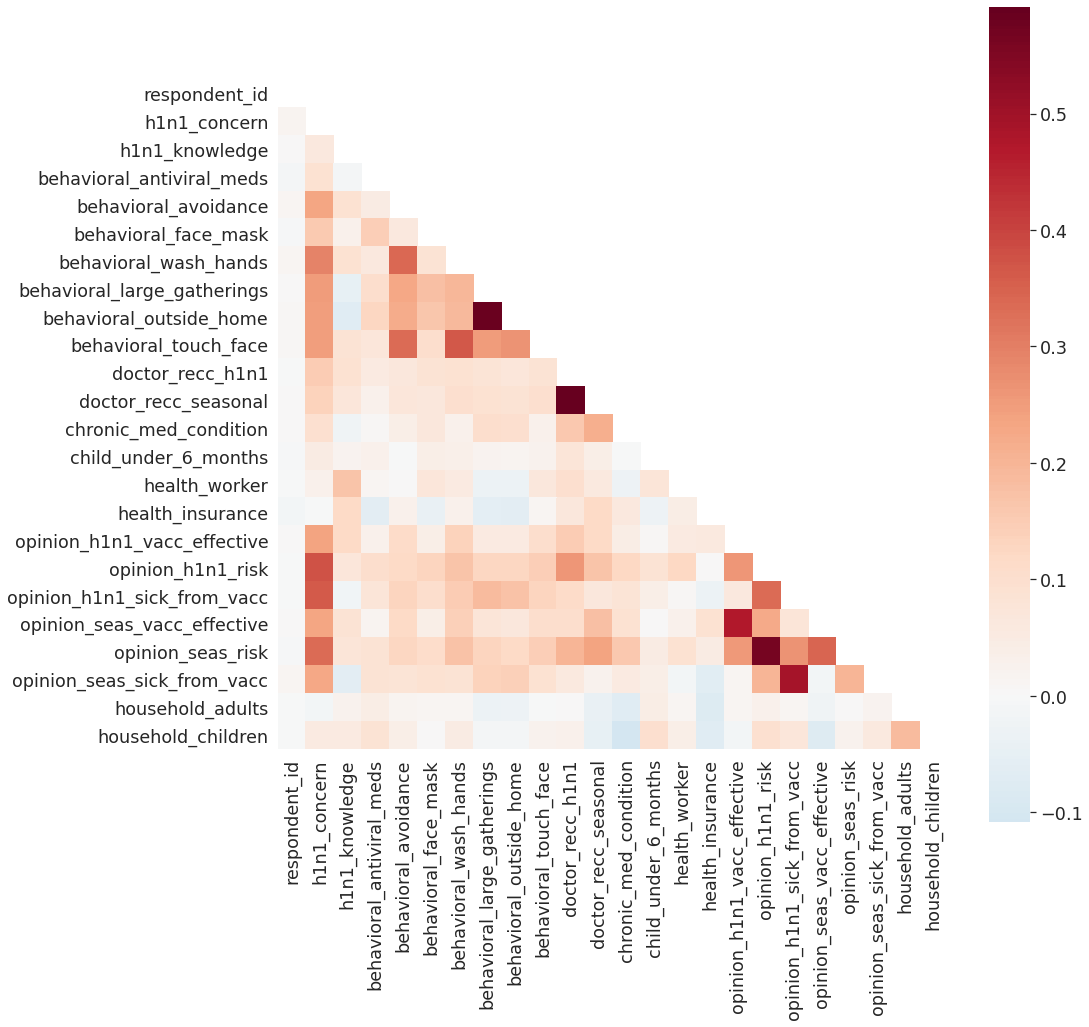 respondent_id
h1n1_concern
h1n1_knowledge
behavioral_antiviral_meds
behavioral_avoidance
behavioral_face_mask
behavioral_wash_hands
behavioral_large_gatherings
behavioral_outside_home
behavioral_touch_face
doctor_recc_h1n1
doctor_recc_seasonal
chronic_med_condition
child_under_6_months
health_worker
health_insurance
opinion_h1n1_vacc_effective
opinion_h1n1_risk
opinion_h1n1_sick_from_vacc
opinion_seas_vacc_effective
opinion_seas_risk
opinion_seas_sick_from_vacc
household_adults
household_children
respondent_id
h1n1_concern
h1n1_knowledge
behavioral_antiviral_meds
behavioral_avoidance
behavioral_face_mask
behavioral_wash_hands
behavioral_large_gatherings
behavioral_outside_home
behavioral_touch_face
doctor_recc_h1n1
doctor_recc_seasonal
chronic_med_condition
child_under_6_months
health_worker
health_insurance
opinion_h1n1_vacc_effective
opinion_h1n1_risk
opinion_h1n1_sick_from_vacc
opinion_seas_vacc_effective
opinion_seas_risk
opinion_seas_sick_from_vacc
household_adults
household_children
0.5
0.4
0.3
0.2
0.1
0.0
−0.1